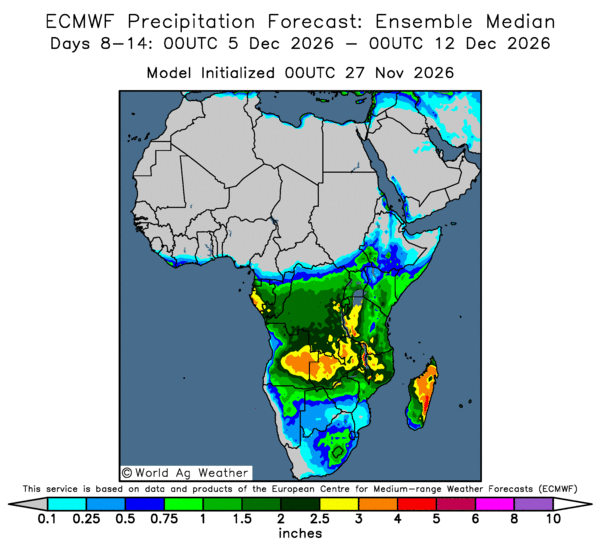 ECMWF Precipitation Forecast: Ensemble Median
Days 8-14: 00UTC 5 Dec 2026 - 00UTC 12 Dec 2026
Model Initialized 00UTC 27 Nov 2026
© World Ag Weather
This service is based on data and products of the European Centre for Medium-range Weather Forecasts (ECMWF)
0.1 0.25 0.5 0.75 1 1.5 2 2.5 3 4 5 6 8 10
inches